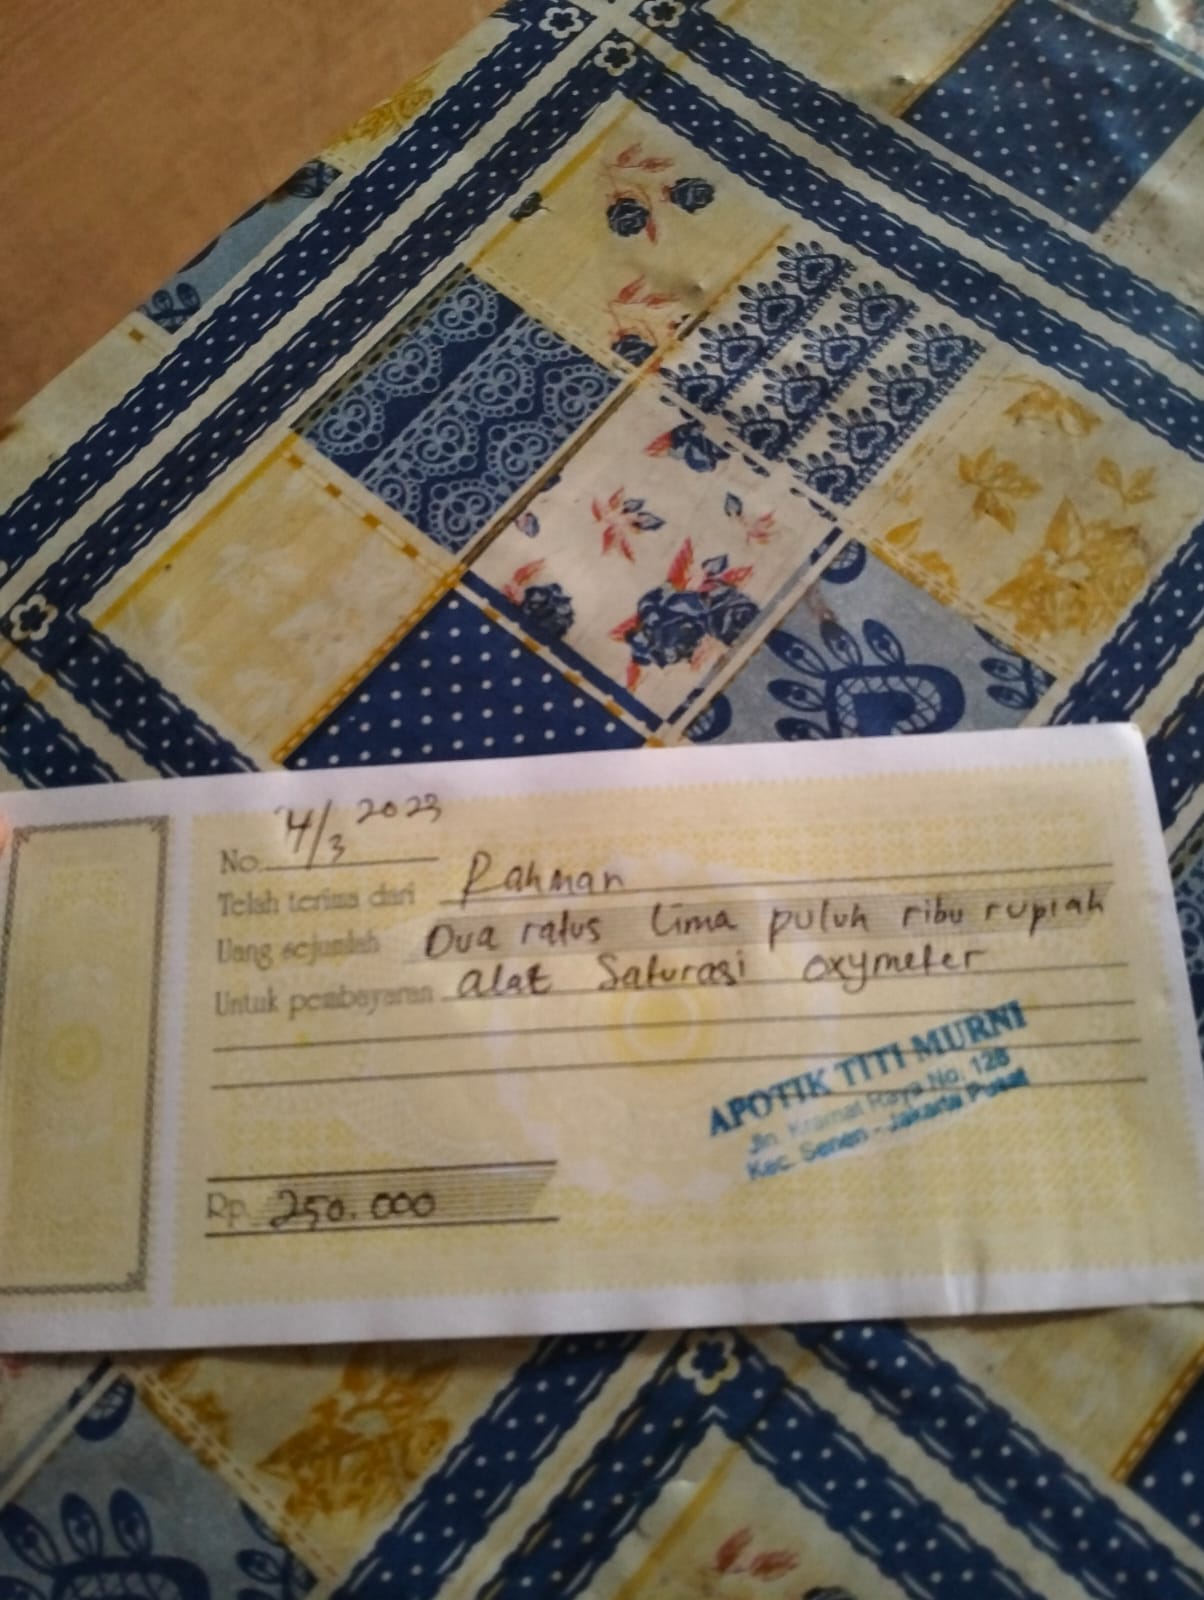 No. 14/3 2023
Telah terima dari Rahman
Uang sejumlah Dua ratus lima puluh ribu rupiah
Untuk pembayaran alat Saturasi oxymeter
APOTIK TITI MURNI
Jln. Kramat Raya No. 128
Kec. Senen - Jakarta Pusat
Rp. 250.000